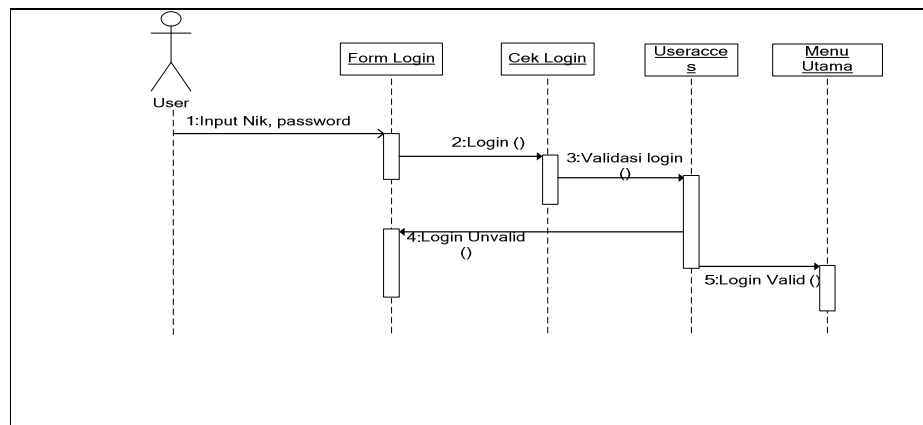 Form Login
Cek Login
Useracce
s
Menu
Utama
User
1:Input Nik, password
2:Login ()
3:Validasi login
()
4:Login Unvalid
()
5:Login Valid ()